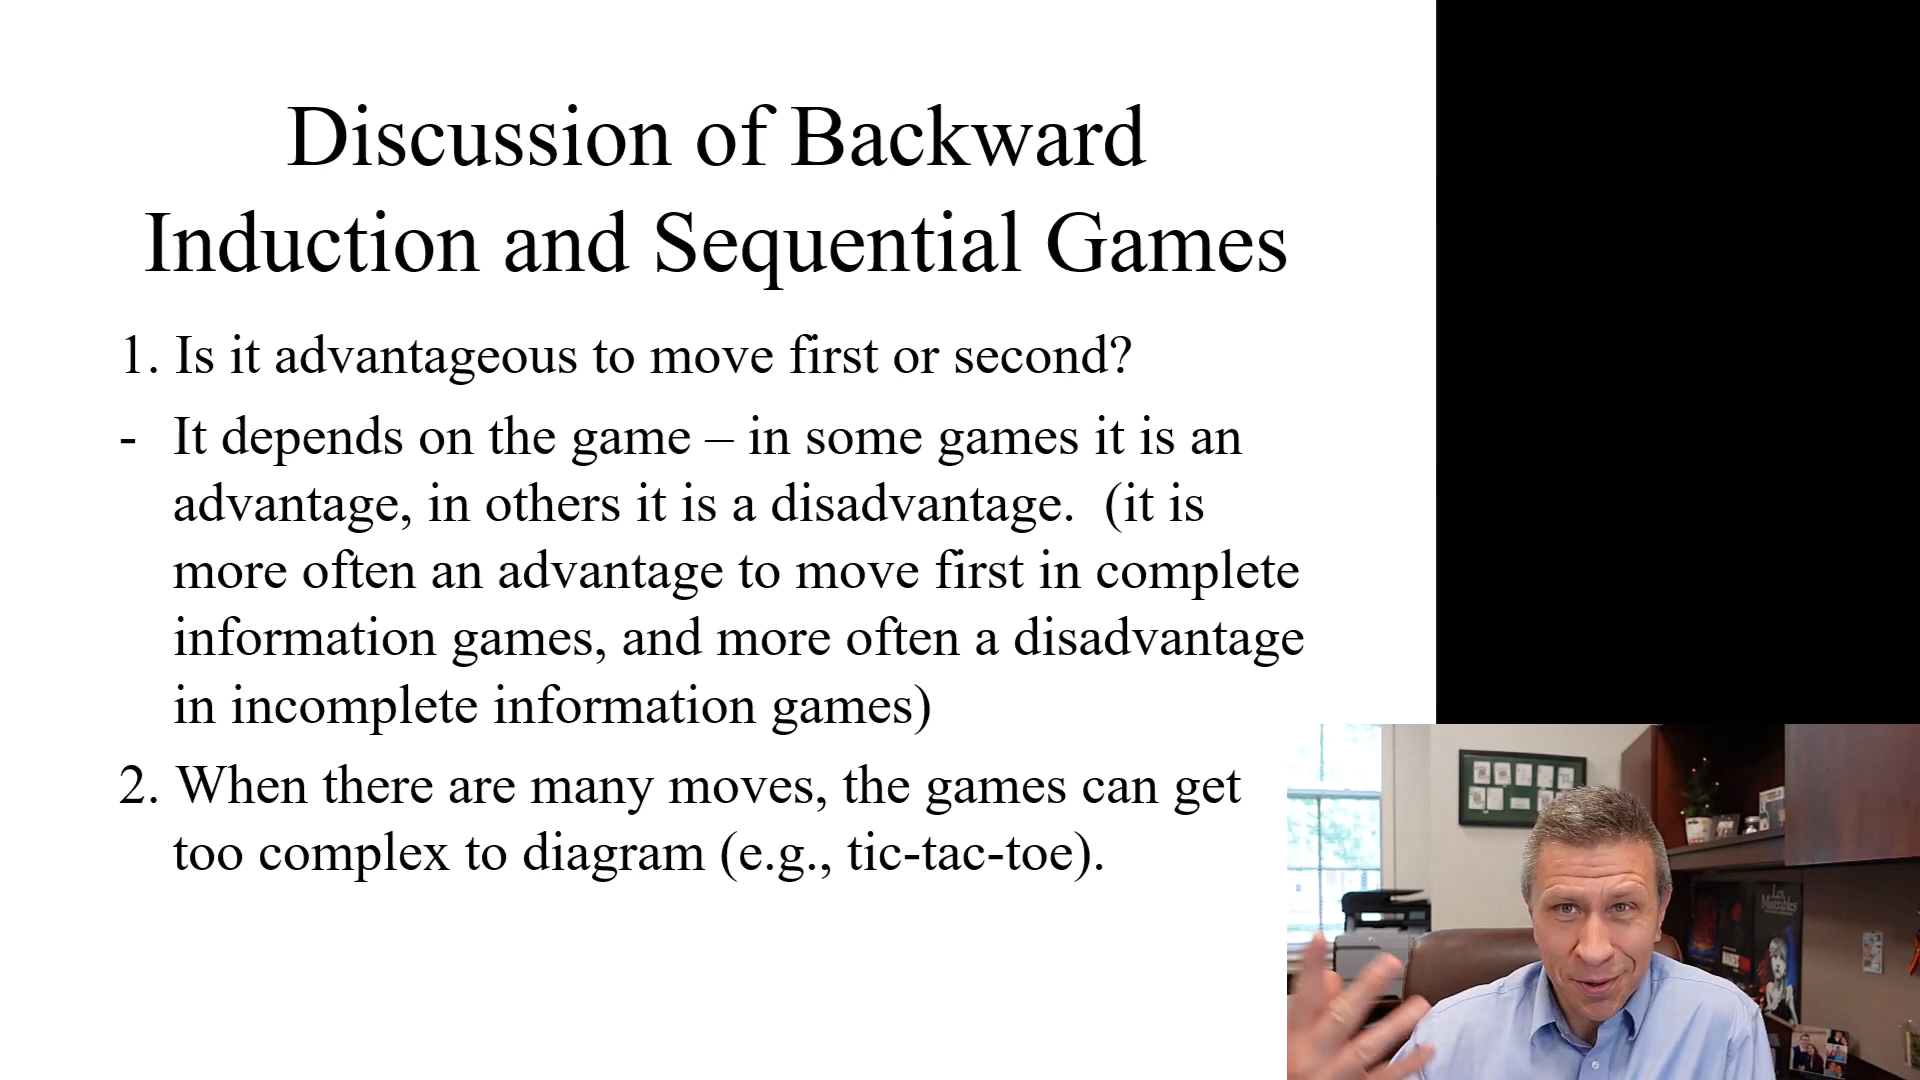 Discussion of Backward
Induction and Sequential Games
1. Is it advantageous to move first or second?
- It depends on the game – in some games it is an
advantage, in others it is a disadvantage. (it is
more often an advantage to move first in complete
information games, and more often a disadvantage
in incomplete information games)
2. When there are many moves, the games can get
too complex to diagram (e.g., tic-tac-toe).
Les
Misérables